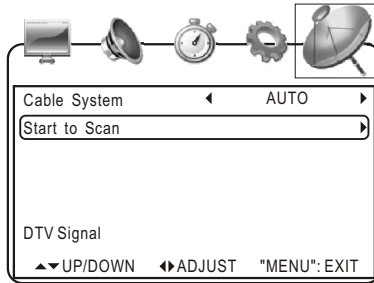 Cable System ◀ AUTO ▶
Start to Scan ▶
DTV Signal
▲▼UP/DOWN ◀▶ADJUST "MENU": EXIT